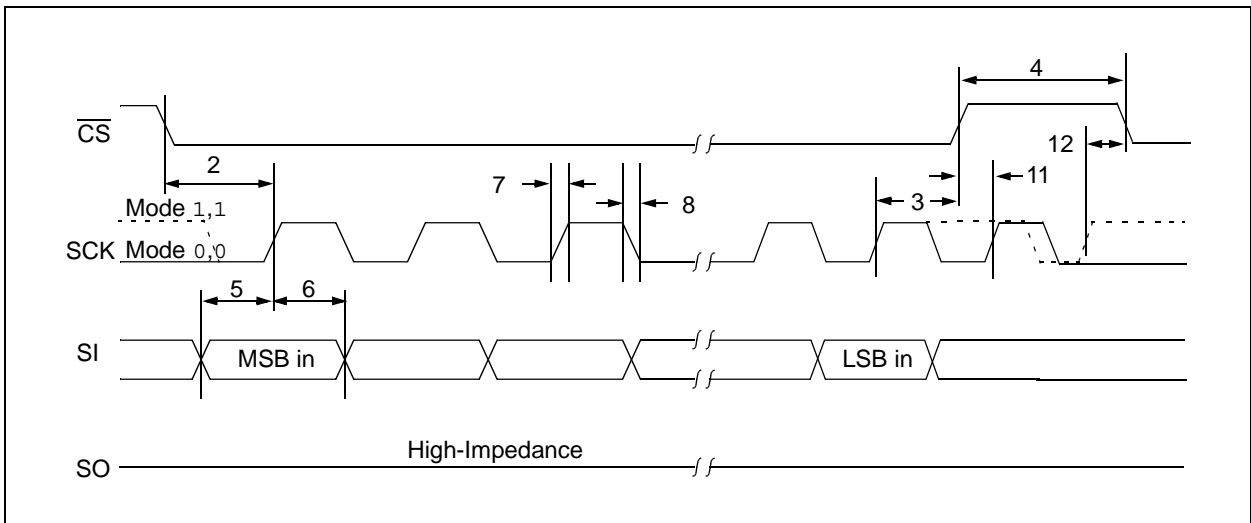 4
CS
12
2
11
7
8
3
Mode 1,1
SCK Mode 0,0
5
6
SI
MSB in
LSB in
High-Impedance
SO